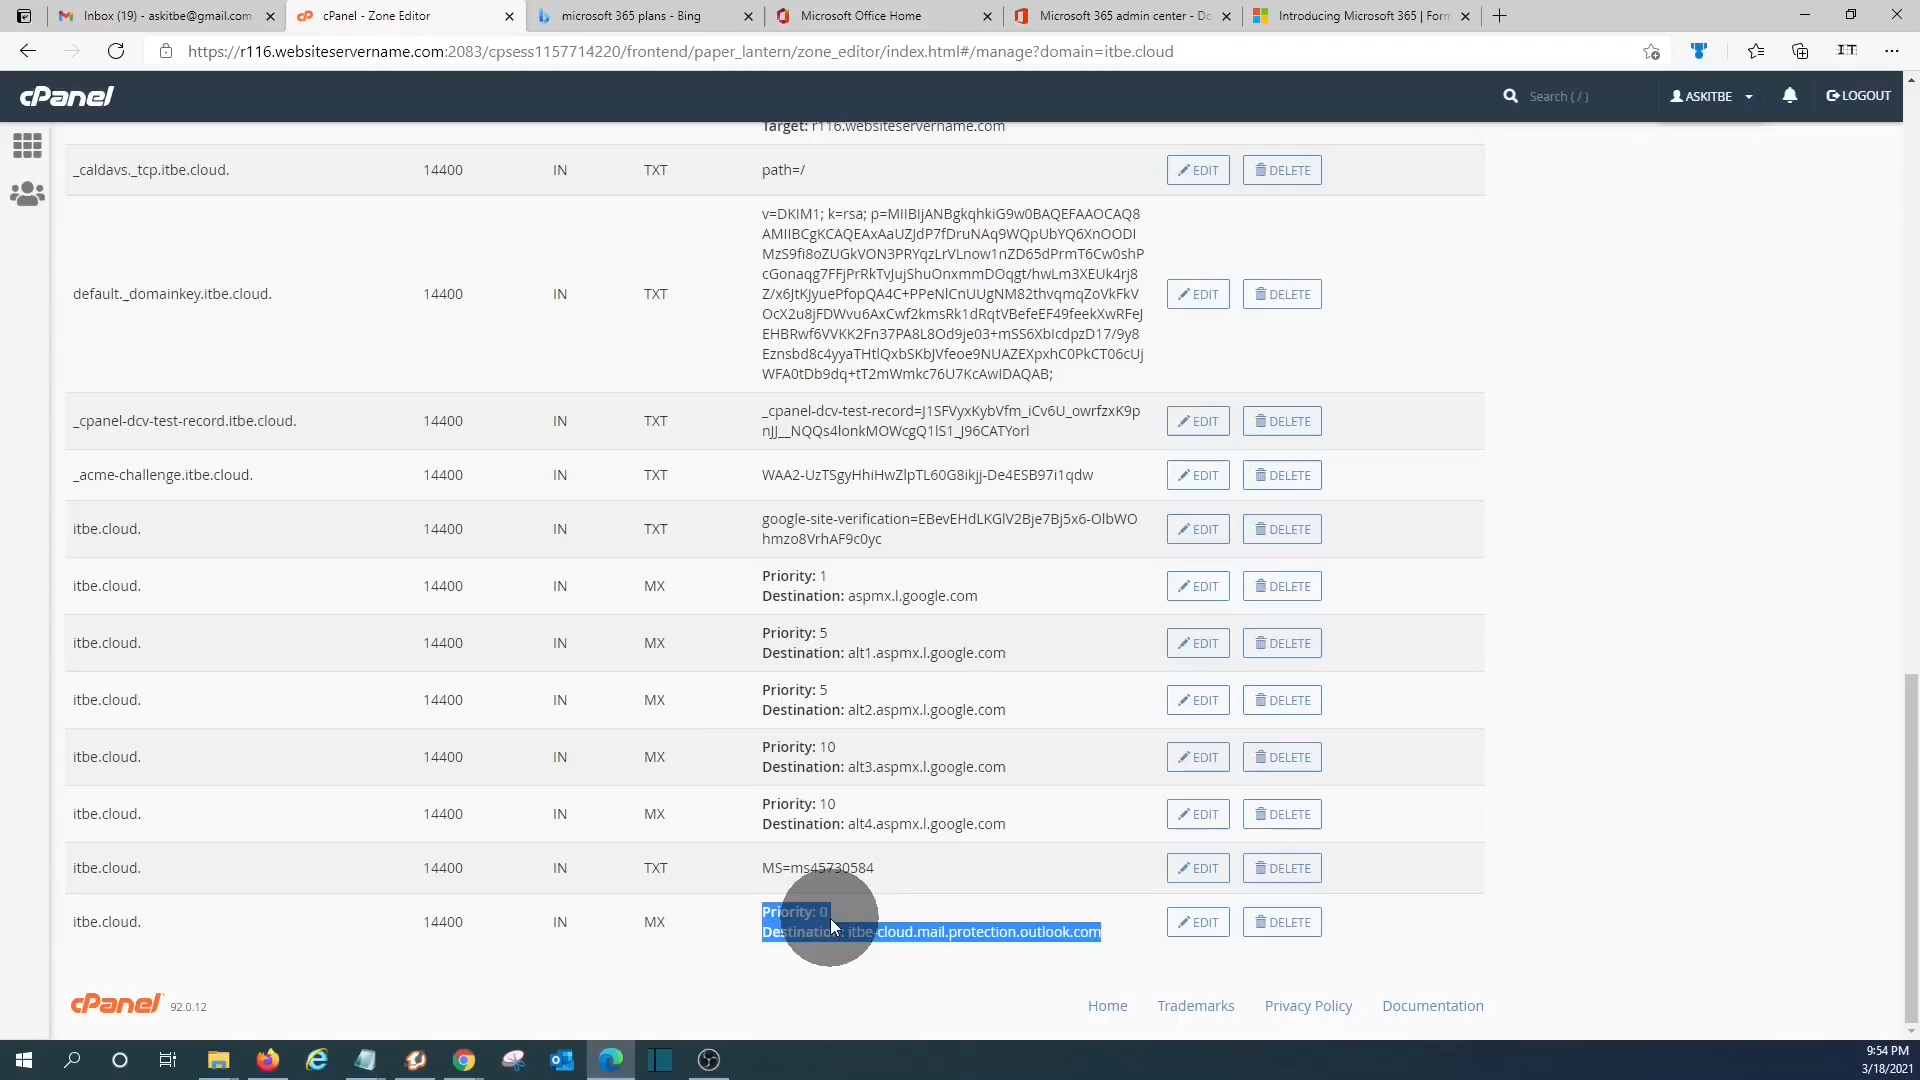 Inbox (19) - askitbe@gmail.com
cPanel - Zone Editor
microsoft 365 plans - Bing
Microsoft Office Home
Microsoft 365 admin center - Do
Introducing Microsoft 365 | Form
https://r116.websiteservername.com:2083/cpsess1157714220/frontend/paper_lantern/zone_editor/index.html#/manage?domain=itbe.cloud
cPanel
Search ( / )
ASKITBE
LOGOUT
Target: r116.websiteservername.com
_caldavs._tcp.itbe.cloud. 14400 IN TXT path=/ EDIT DELETE
v=DKIM1; k=rsa; p=MIIBIjANBgkqhkiG9w0BAQEFAAOCAQ8
AMIIBCgKCAQEAxAaUZJdP7fDruNAq9WQpUbYQ6XnOODI
MzS9fi8oZUGkVON3PRYqzLrVLnow1nZD65dPrmT6Cw0shP
cGonaqg7FFjPrRkTvJujShuOnxmmDOqgt/hwLm3XEUk4rj8
default._domainkey.itbe.cloud. 14400 IN TXT Z/x6JtKJyuePfopQA4C+PPeNlCnUUgNM82thvqmqZoVkFkV EDIT DELETE
OcX2u8jFDWvu6AxCwf2kmsRk1dRqtVBefeEF49feekXwRFeJ
EHBRwf6VVKK2Fn37PA8L8Od9je03+mSS6XbIcdpzD17/9y8
Eznsbd8c4yyaTHtlQxbSKbJVfeoe9NUAZEXpxhC0PkCT06cUj
WFA0tDb9dq+tT2mWmkc76U7KcAwIDAQAB;
_cpanel-dcv-test-record.itbe.cloud. 14400 IN TXT _cpanel-dcv-test-record=J1SFVyxKybVfm_iCv6U_owrfzxK9p EDIT DELETE
nJJ__NQQs4lonkMOWcgQ1lS1_J96CATYorl
_acme-challenge.itbe.cloud. 14400 IN TXT WAA2-UzTSgyHhiHwZlpTL60G8ikjj-De4ESB97i1qdw EDIT DELETE
itbe.cloud. 14400 IN TXT google-site-verification=EBevEHdLKGlV2Bje7Bj5x6-OlbWO EDIT DELETE
hmzo8VrhAF9c0yc
itbe.cloud. 14400 IN MX Priority: 1 EDIT DELETE
Destination: aspmx.l.google.com
itbe.cloud. 14400 IN MX Priority: 5 EDIT DELETE
Destination: alt1.aspmx.l.google.com
itbe.cloud. 14400 IN MX Priority: 5 EDIT DELETE
Destination: alt2.aspmx.l.google.com
itbe.cloud. 14400 IN MX Priority: 10 EDIT DELETE
Destination: alt3.aspmx.l.google.com
itbe.cloud. 14400 IN MX Priority: 10 EDIT DELETE
Destination: alt4.aspmx.l.google.com
itbe.cloud. 14400 IN TXT MS=ms45730584 EDIT DELETE
itbe.cloud. 14400 IN MX Priority: 0 EDIT DELETE
Destination: itbe-cloud.mail.protection.outlook.com
cPanel 92.0.12
Home Trademarks Privacy Policy Documentation
9:54 PM
3/18/2021